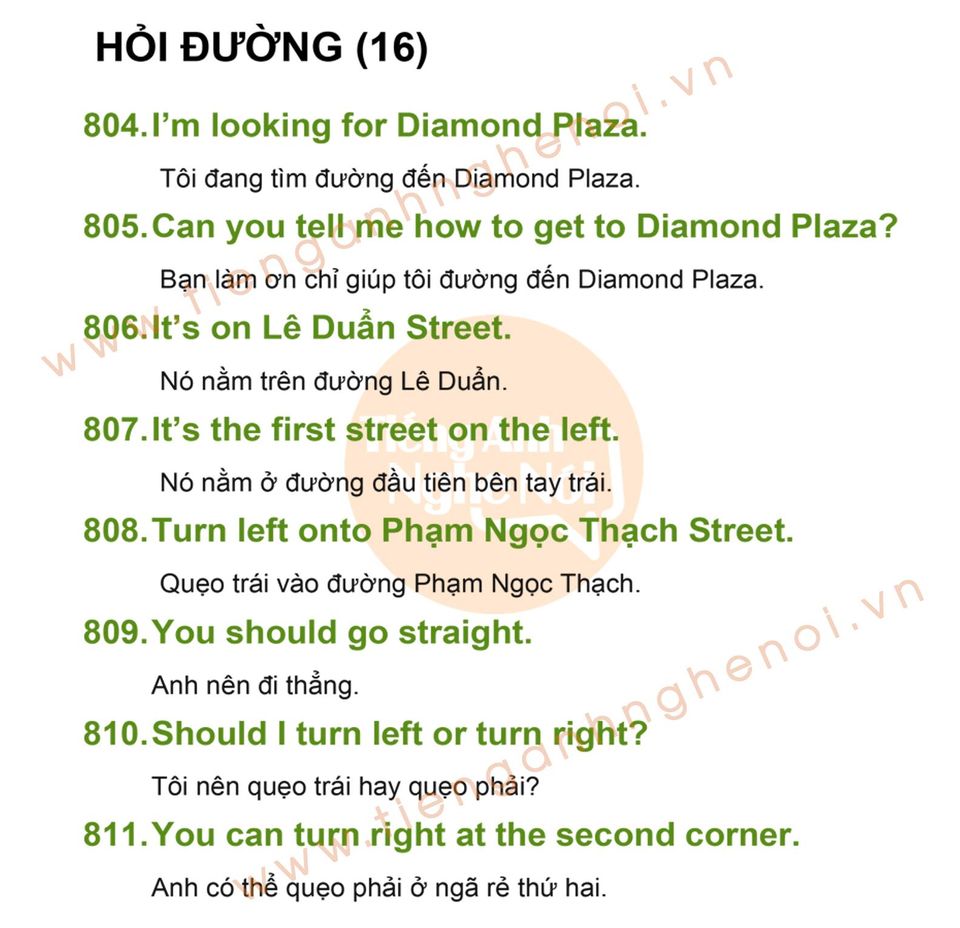 HỎI ĐƯỜNG (16)
804. I’m looking for Diamond Plaza.
Tôi đang tìm đường đến Diamond Plaza.
805. Can you tell me how to get to Diamond Plaza?
Bạn làm ơn chỉ giúp tôi đường đến Diamond Plaza.
806. It’s on Lê Duẩn Street.
Nó nằm trên đường Lê Duẩn.
807. It’s the first street on the left.
Nó nằm ở đường đầu tiên bên tay trái.
808. Turn left onto Phạm Ngọc Thạch Street.
Quẹo trái vào đường Phạm Ngọc Thạch.
809. You should go straight.
Anh nên đi thẳng.
810. Should I turn left or turn right?
Tôi nên quẹo trái hay quẹo phải?
811. You can turn right at the second corner.
Anh có thể quẹo phải ở ngã rẻ thứ hai.
www.tienganhnghenoi.vn
Tiếng Anh
Nghe Nói
www.tienganhnghenoi.vn